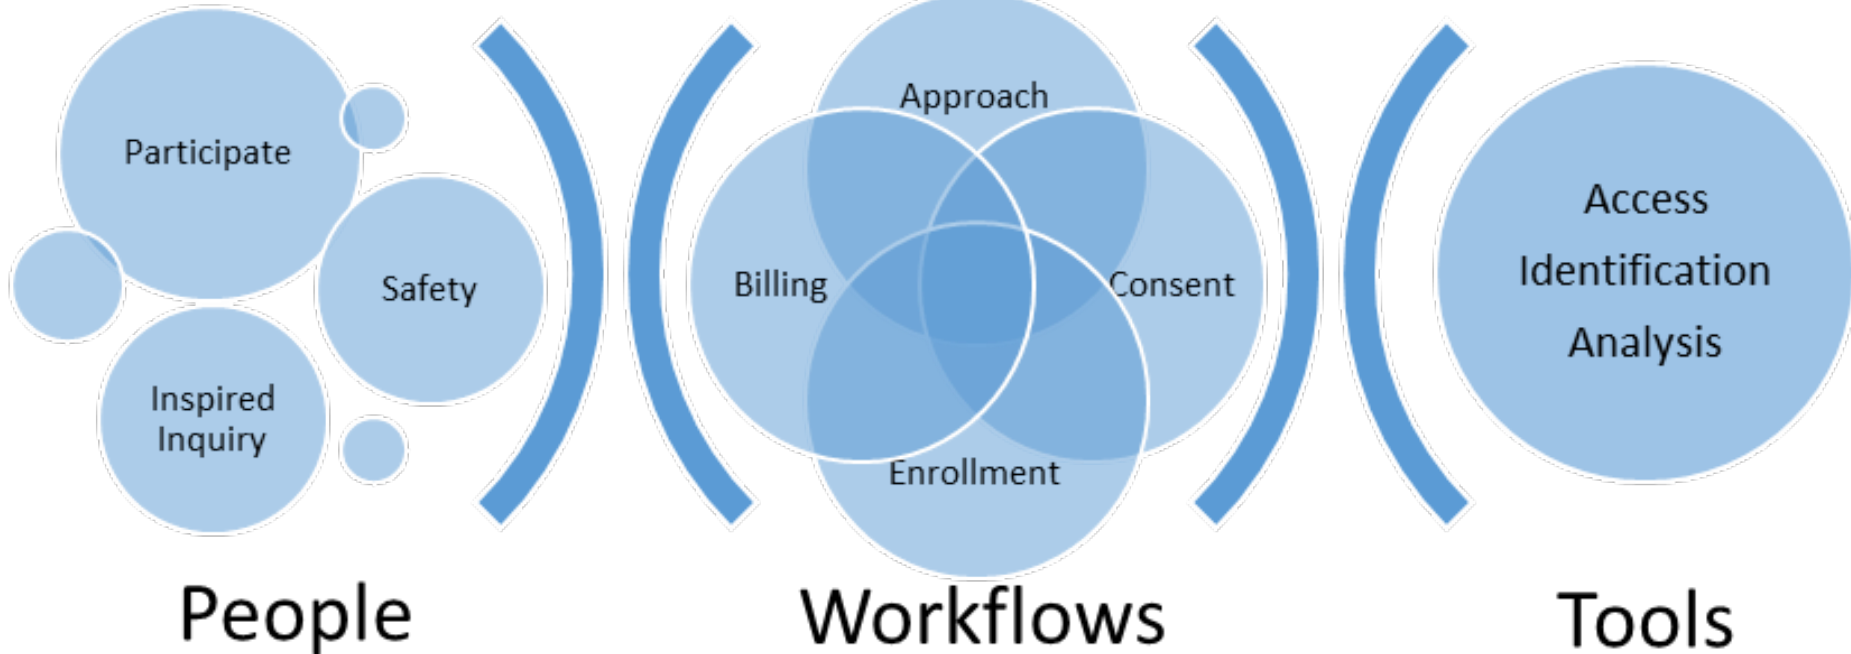 Participate
Safety
Inspired
Inquiry
People
Approach
Billing
Consent
Enrollment
Workflows
Access
Identification
Analysis
Tools